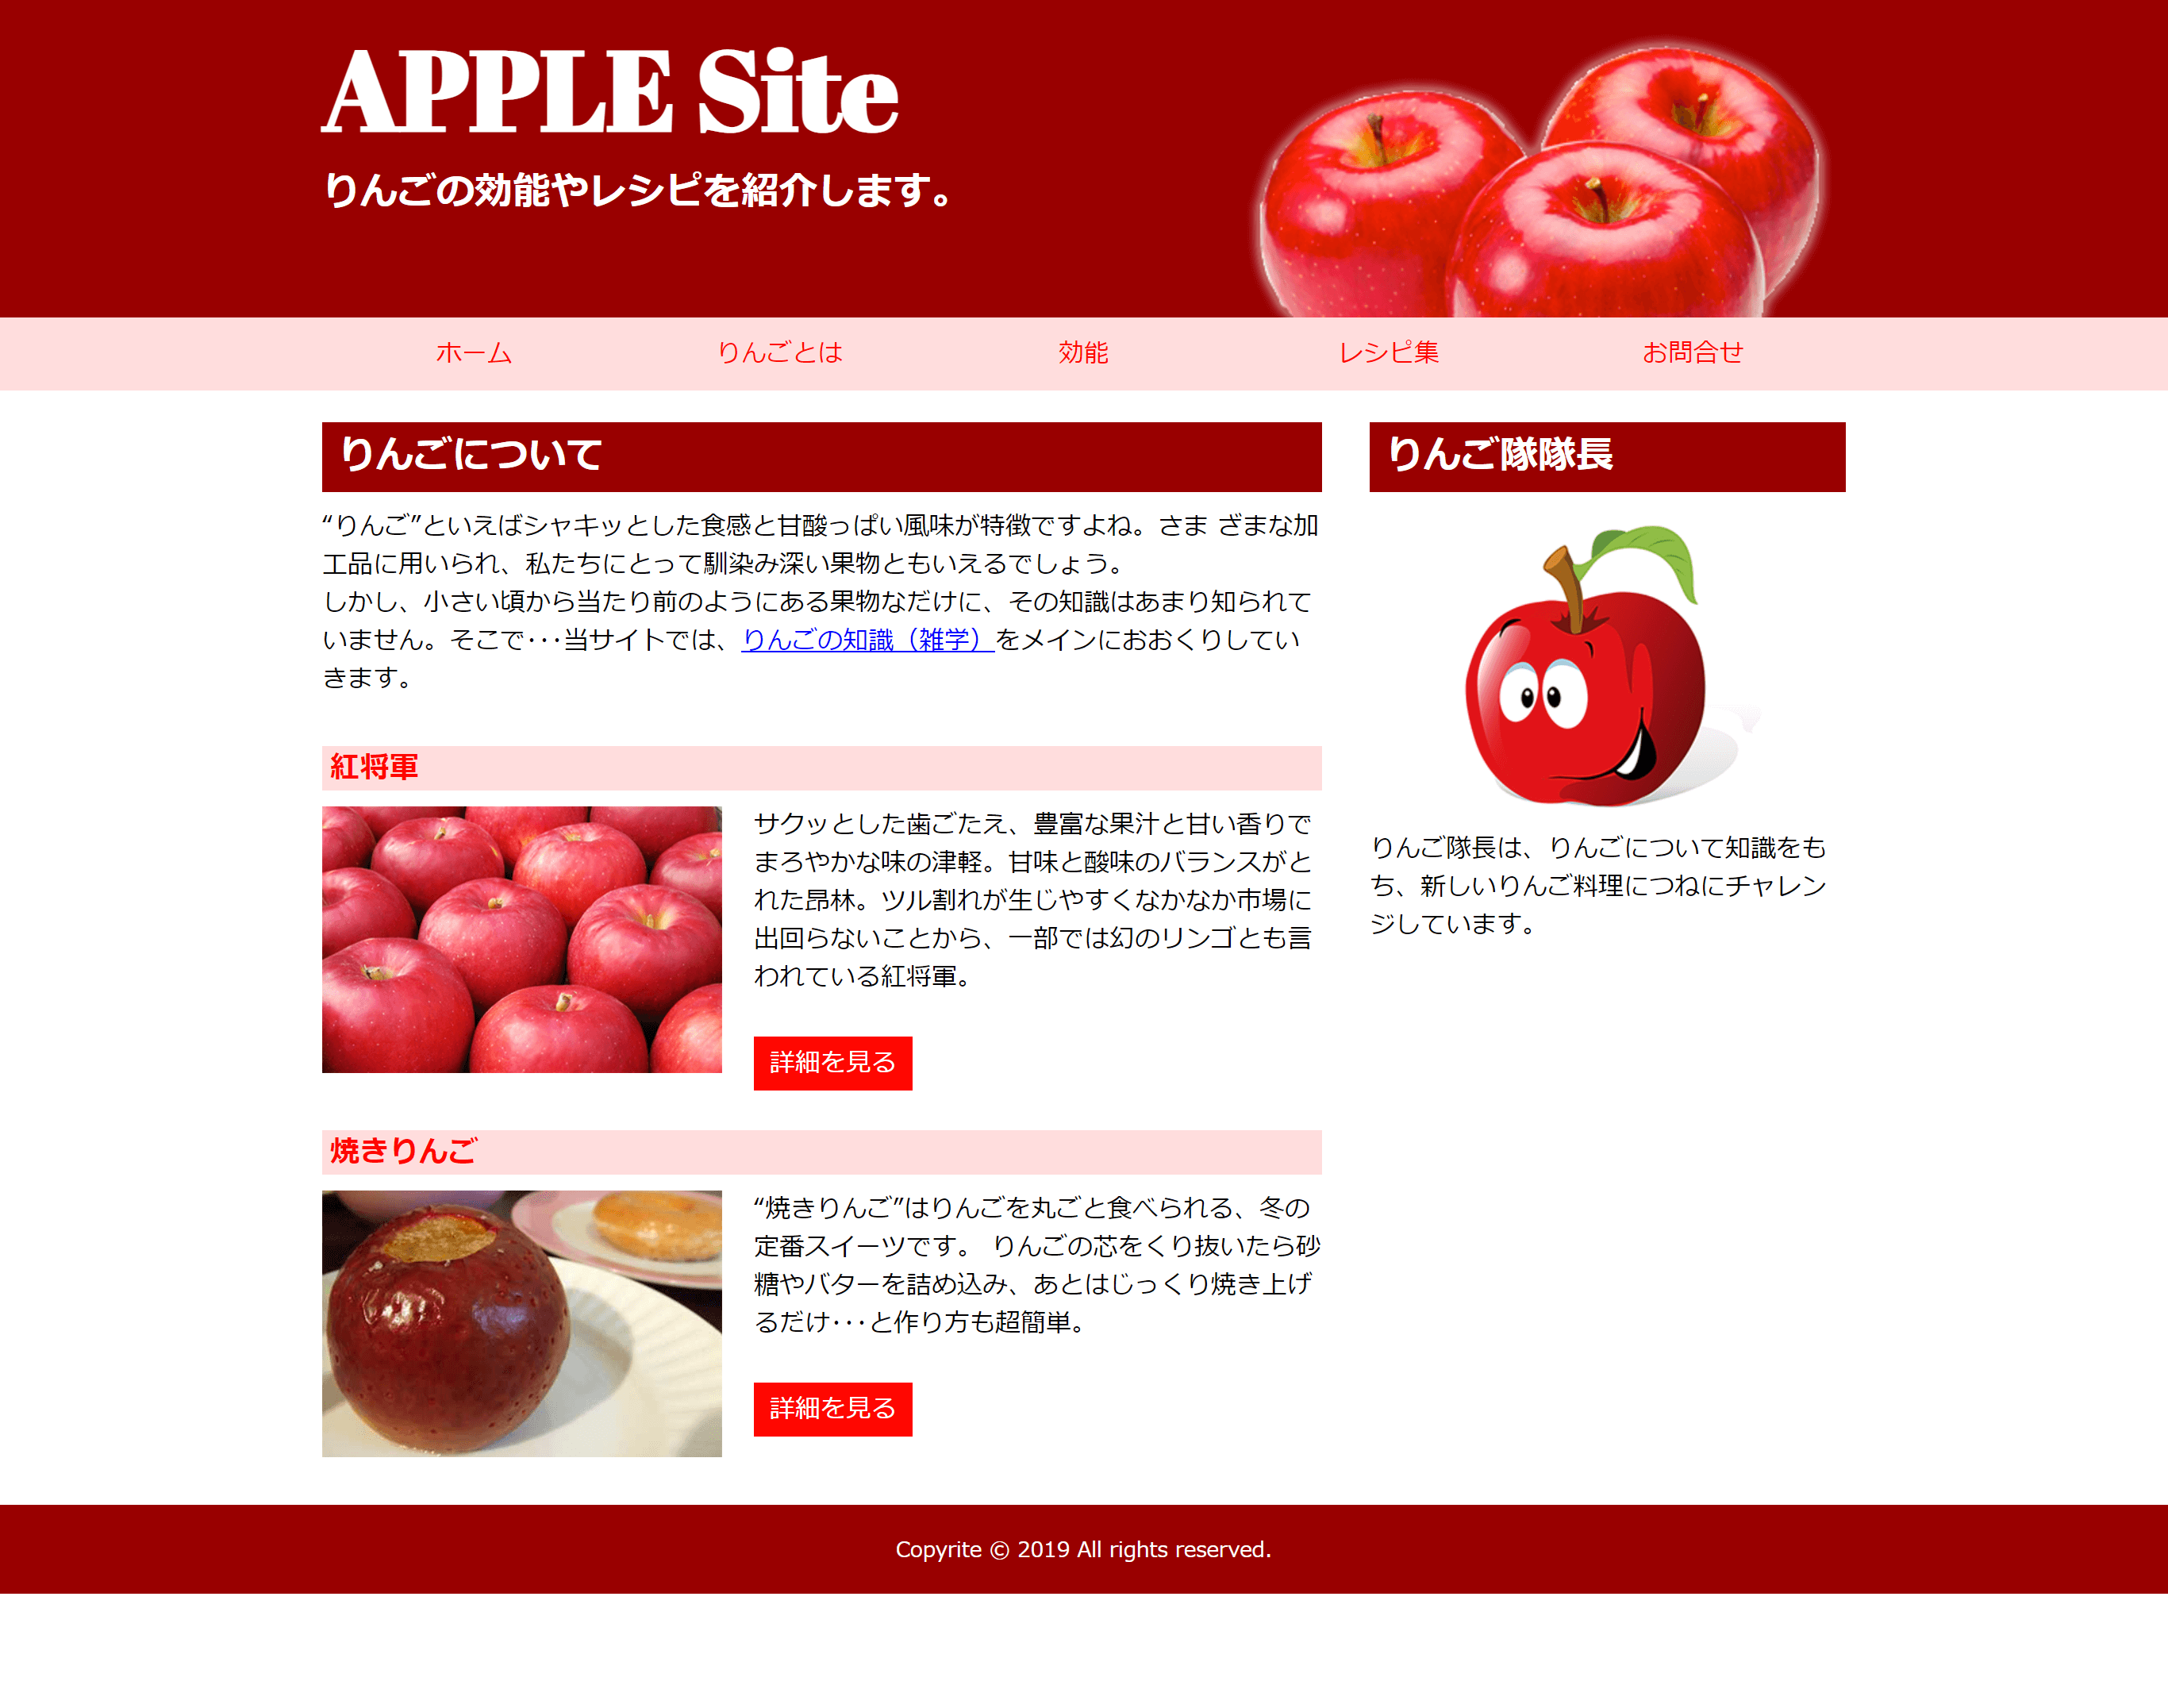 APPLE Site
りんごの効能やレシピを紹介します。
ホーム りんごとは 効能 レシピ集 お問合せ
りんごについて
“りんご”といえばシャキッとした食感と甘酸っぱい風味が特徴ですよね。さま ざまな加
工品に用いられ、私たちにとって馴染み深い果物ともいえるでしょう。
しかし、小さい頃から当たり前のようにある果物なだけに、その知識はあまり知られて
いません。そこで･･･当サイトでは、りんごの知識（雑学）をメインにおおくりしてい
きます。
紅将軍
サクッとした歯ごたえ、豊富な果汁と甘い香りで
まろやかな味の津軽。甘味と酸味のバランスがと
れた昂林。ツル割れが生じやすくなかなか市場に
出回らないことから、一部では幻のリンゴとも言
われている紅将軍。
詳細を見る
焼きりんご
“焼きりんご”はりんごを丸ごと食べられる、冬の
定番スイーツです。 りんごの芯をくり抜いたら砂
糖やバターを詰め込み、あとはじっくり焼き上げ
るだけ･･･と作り方も超簡単。
詳細を見る
りんご隊隊長
りんご隊長は、りんごについて知識をも
ち、新しいりんご料理につねにチャレン
ジしています。
Copyrite © 2019 All rights reserved.